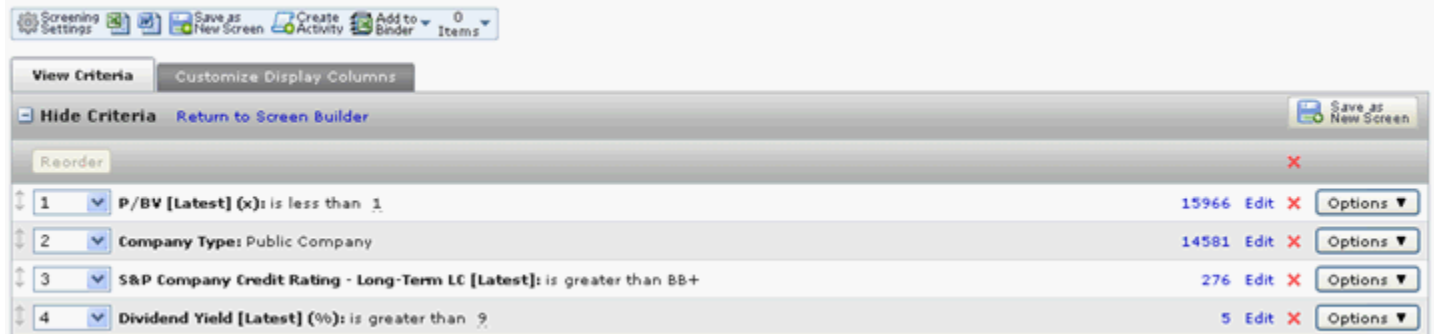 Screening Settings Save as New Screen Create Activity Add to Binder 0 Items
View Criteria Customize Display Columns
Hide Criteria Return to Screen Builder Save as New Screen
Reorder
1 P/BV [Latest] (x): is less than 1 15966 Edit Options ▼
2 Company Type: Public Company 14581 Edit Options ▼
3 S&P Company Credit Rating - Long-Term LC [Latest]: is greater than BB+ 276 Edit Options ▼
4 Dividend Yield [Latest] (%): is greater than 9 5 Edit Options ▼